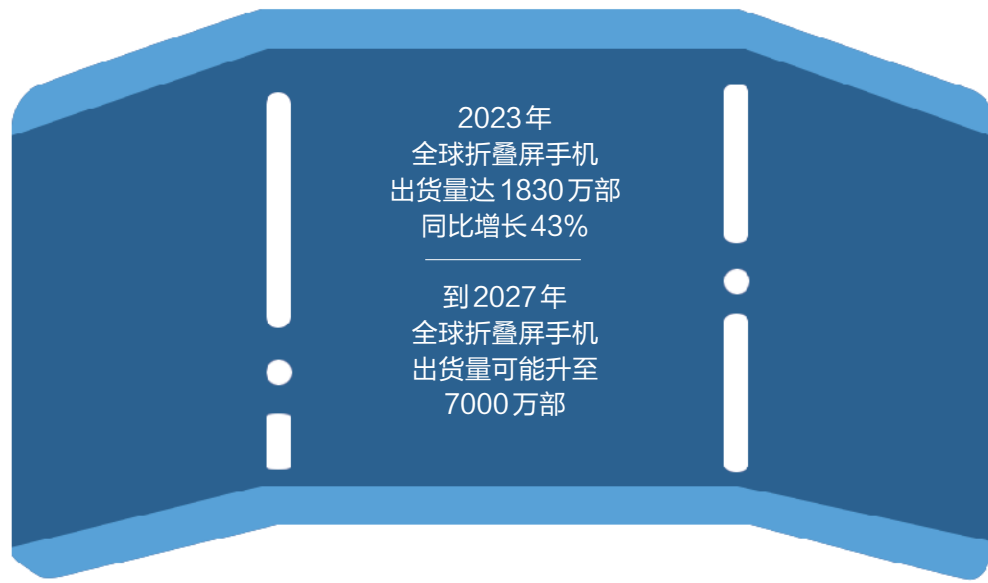 2023年
全球折叠屏手机
出货量达1830万部
同比增长43%
到2027年
全球折叠屏手机
出货量可能升至
7000万部